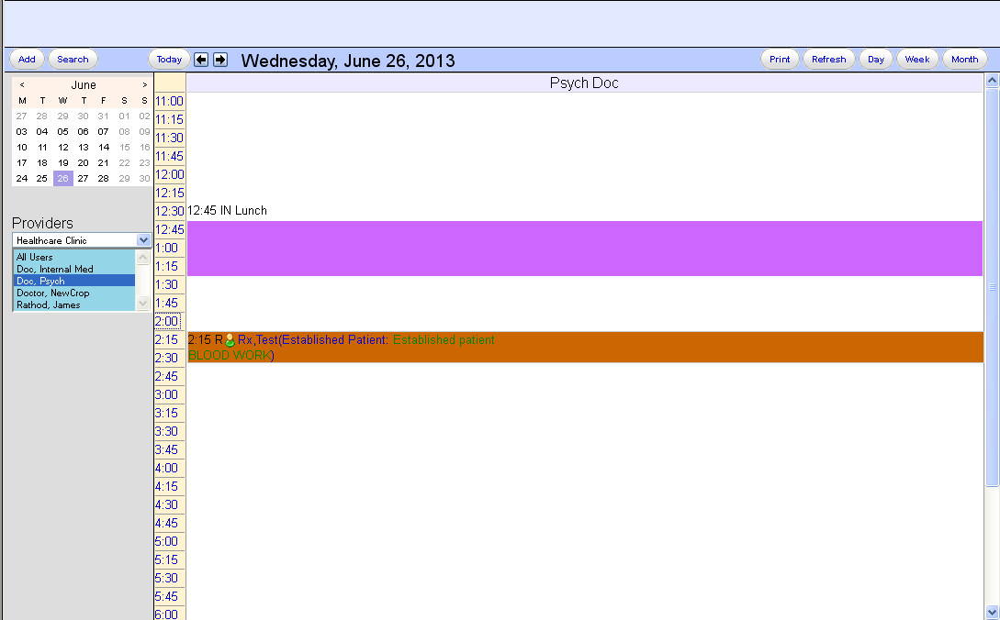 Add Search Today Wednesday, June 26, 2013 Print Refresh Day Week Month
< June >
M T W T F S S
27 28 29 30 31 01 02
03 04 05 06 07 08 09
10 11 12 13 14 15 16
17 18 19 20 21 22 23
24 25 26 27 28 29 30
Providers
Healthcare Clinic
All Users
Doc, Internal Med
Doc, Psych
Doctor, NewCrop
Rathod, James
Psych Doc
11:00
11:15
11:30
11:45
12:00
12:15
12:30 12:45 IN Lunch
12:45
1:00
1:15
1:30
1:45
2:00
2:15 2:15 R Rx,Test(Established Patient: Established patient
2:30 BLOOD WORK)
2:45
3:00
3:15
3:30
3:45
4:00
4:15
4:30
4:45
5:00
5:15
5:30
5:45
6:00